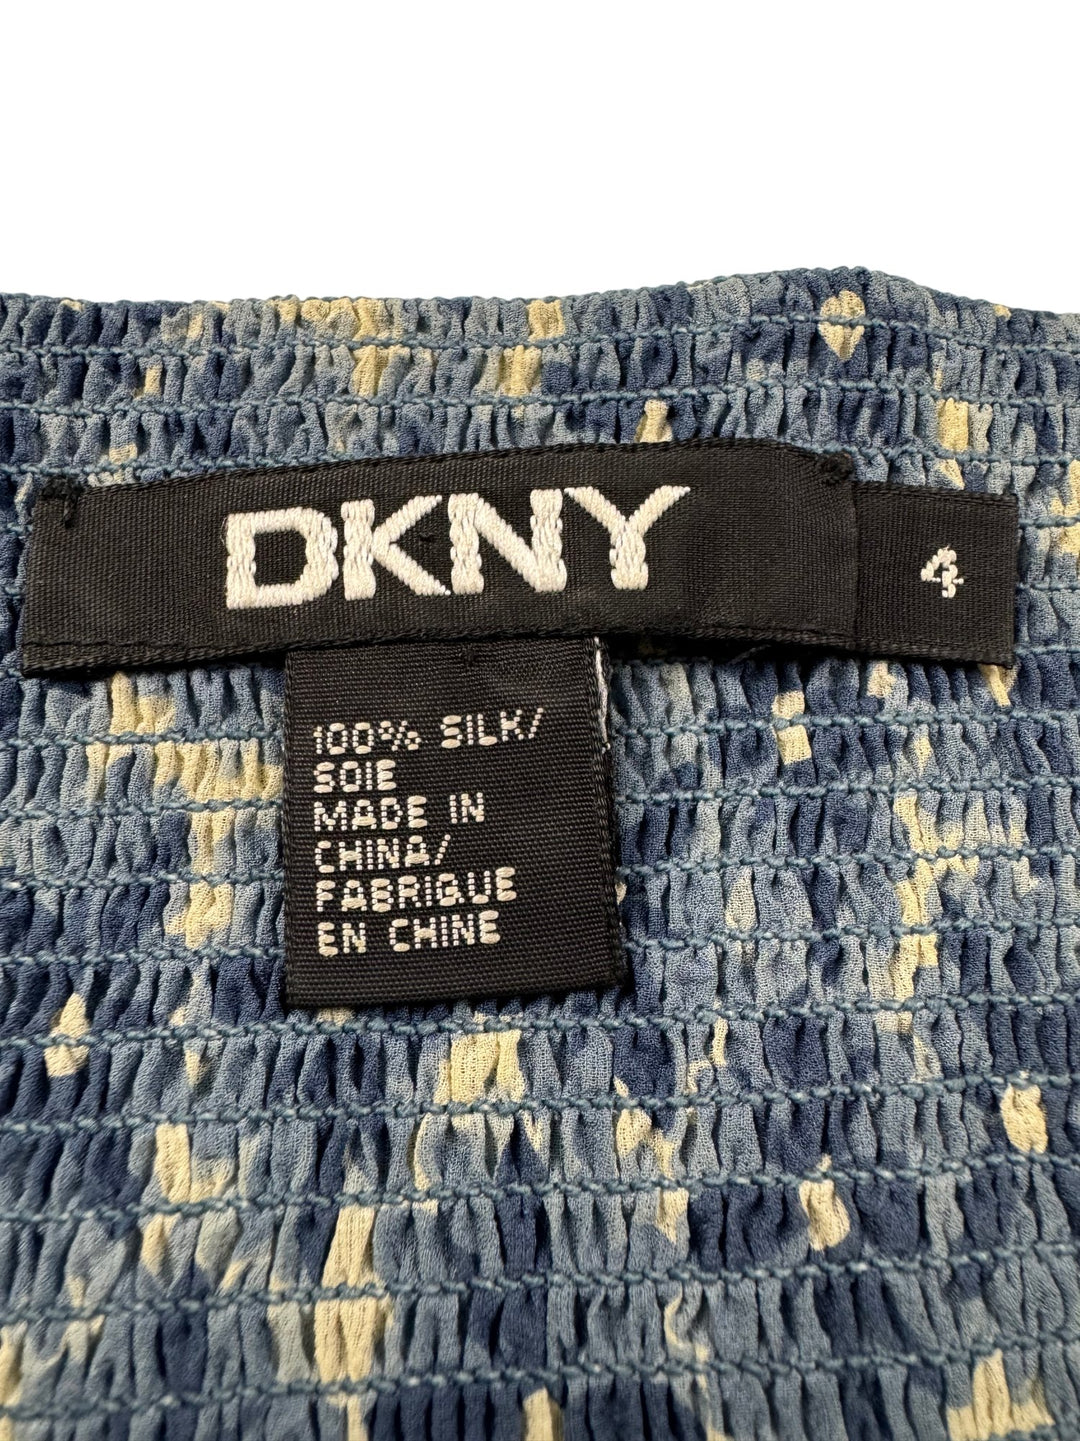 DKNY
4
100% SILK/
SOIE
MADE IN
CHINA/
FABRIQUE
EN CHINE